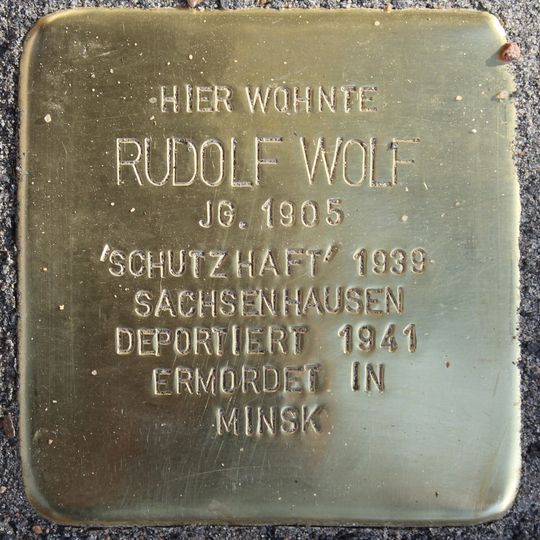 HIER WOHNTE
RUDOLF WOLF
JG. 1905
'SCHUTZHAFT' 1939
SACHSENHAUSEN
DEPORTIERT 1941
ERMORDET IN
MINSK